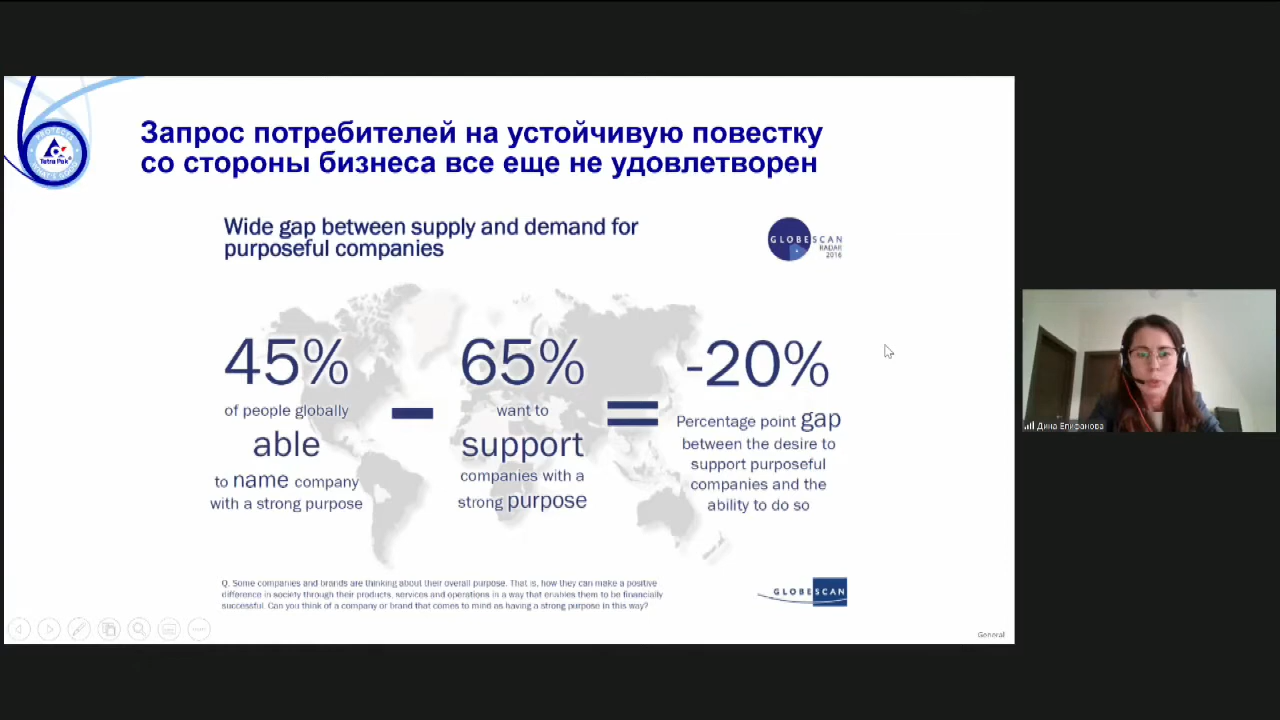 Запрос потребителей на устойчивую повестку
со стороны бизнеса все еще не удовлетворен
Tetra Pak
Wide gap between supply and demand for
purposeful companies
GLOBESCAN
RADAR
2016
45%
of people globally
able
to name company
with a strong purpose
65%
want to
support
companies with a
strong purpose
-20%
Percentage point gap
between the desire to
support purposeful
companies and the
ability to do so
Q. Some companies and brands are thinking about their overall purpose. That is, how they can make a positive
difference in society through their products, services and operations in a way that enables them to be financially
successful. Can you think of a company or brand that comes to mind as having a strong purpose in this way?
GLOBESCAN
General
Дина Епифанова